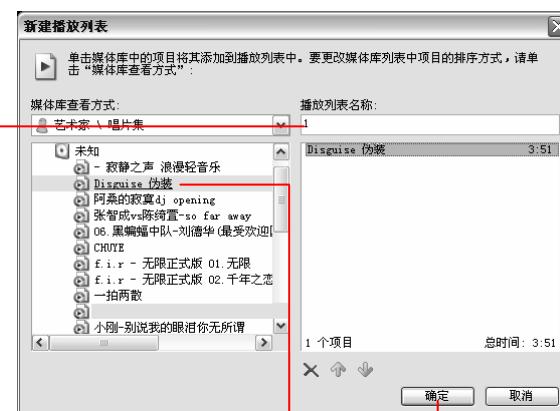 新建播放列表
单击媒体库中的项目将其添加到播放列表中。要更改媒体库列表中项目的排序方式，请单
击“媒体库查看方式”：
媒体库查看方式:
播放列表名称:
艺术家 \ 唱片集
1
未知
- 寂静之声 浪漫轻音乐
Disguise 伪装
阿桑的寂寞dj opening
张智成vs陈绮萱-so far away
06.黑蝙蝠中队-刘德华(最受欢迎
CHUYE
f.i.r - 无限正式版 01.无限
f.i.r - 无限正式版 02.千年之恋
一拍两散
小刚-别说我的眼泪你无所谓
Disguise 伪装 3:51
1 个项目 总时间: 3:51
确定 取消